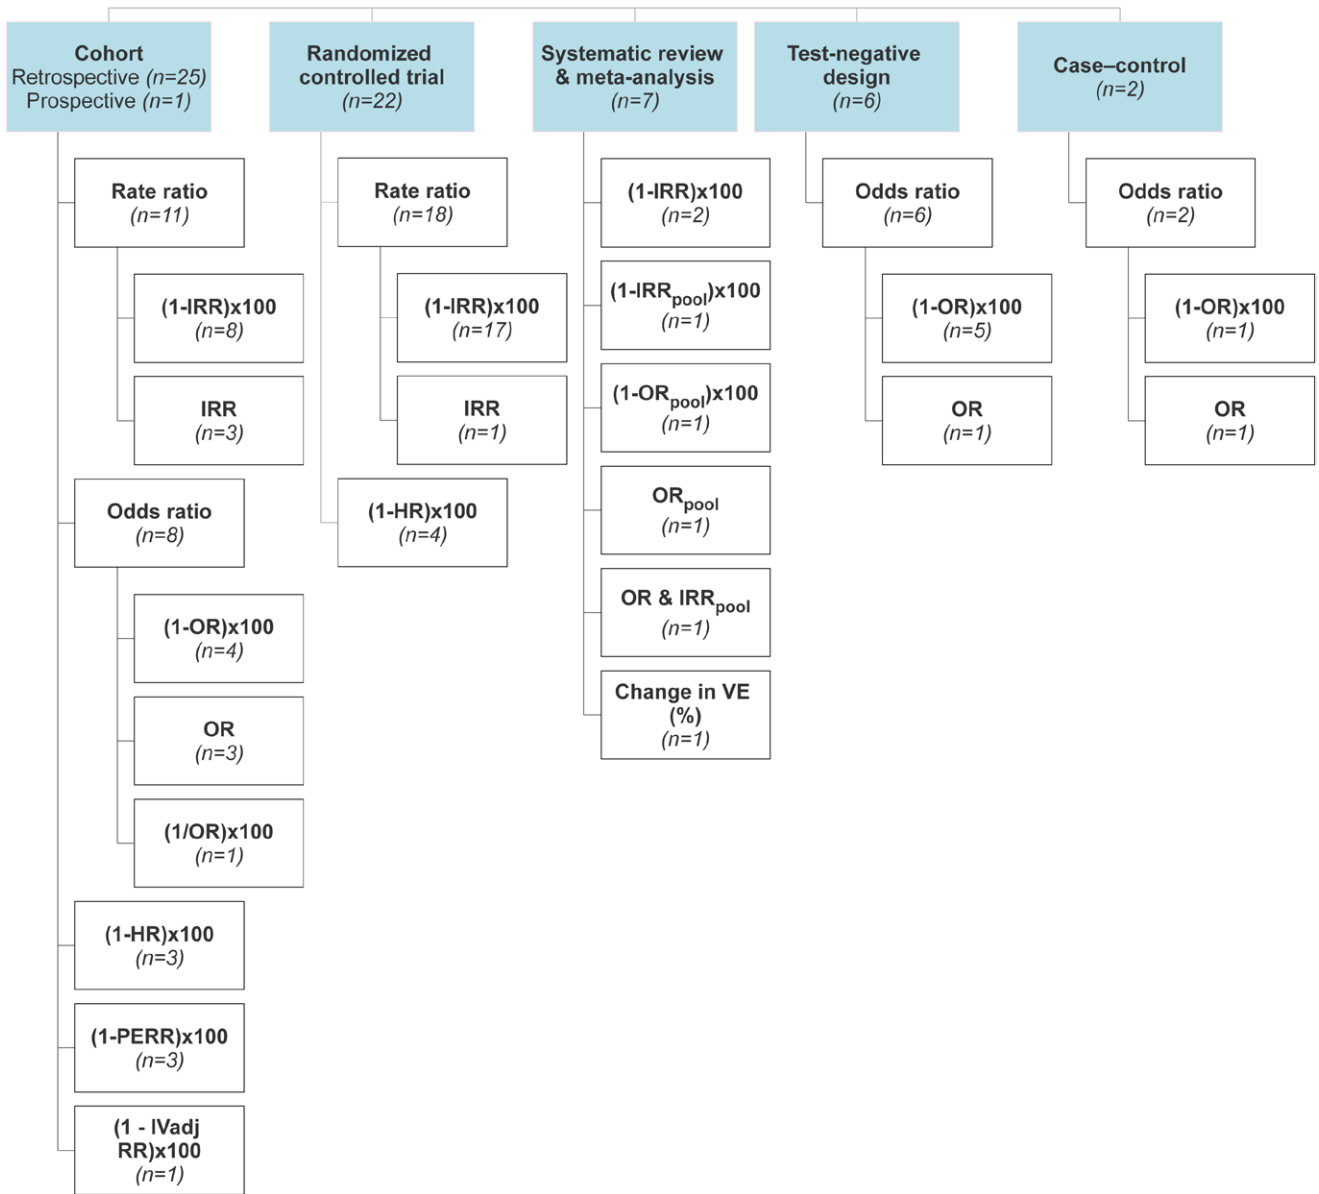 Cohort
Retrospective (n=25)
Prospective (n=1)
Rate ratio
(n=11)
(1-IRR)x100
(n=8)
IRR
(n=3)
Odds ratio
(n=8)
(1-OR)x100
(n=4)
OR
(n=3)
(1/OR)x100
(n=1)
(1-HR)x100
(n=3)
(1-PERR)x100
(n=3)
(1 - IVadj
RR)x100
(n=1)
Randomized
controlled trial
(n=22)
Rate ratio
(n=18)
(1-IRR)x100
(n=17)
IRR
(n=1)
(1-HR)x100
(n=4)
Systematic review
& meta-analysis
(n=7)
(1-IRRpool)x100
(n=2)
(1-IRRpool)x100
(n=1)
(1-ORpool)x100
(n=1)
ORpool
(n=1)
OR & IRRpool
(n=1)
Change in VE
(%)
(n=1)
Test-negative
design
(n=6)
Odds ratio
(n=6)
(1-OR)x100
(n=5)
OR
(n=1)
Case–control
(n=2)
Odds ratio
(n=2)
(1-OR)x100
(n=1)
OR
(n=1)